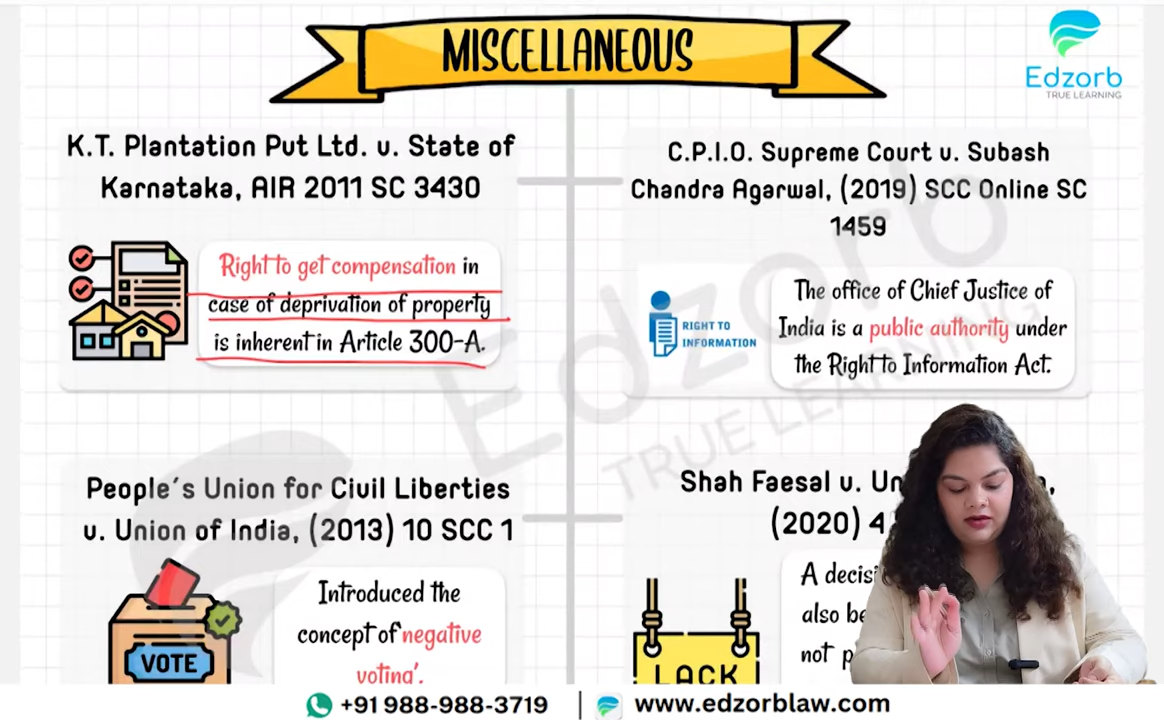 MISCELLANEOUS
Edzorb
TRUE LEARNING
K.T. Plantation Pvt Ltd. v. State of
Karnataka, AIR 2011 SC 3430
Right to get compensation in
case of deprivation of property
is inherent in Article 300-A.
C.P.I.O. Supreme Court v. Subash
Chandra Agarwal, (2019) SCC Online SC
1459
RIGHT TO
INFORMATION
The office of Chief Justice of
India is a public authority under
the Right to Information Act.
Edzorb
TRUE LEARNING
People's Union for Civil Liberties
v. Union of India, (2013) 10 SCC 1
VOTE
Introduced the
concept of negative
voting'.
Shah Faesal v.
(2020) 4
A
also
not
LACK
+91 988-988-3719
www.edzorblaw.com